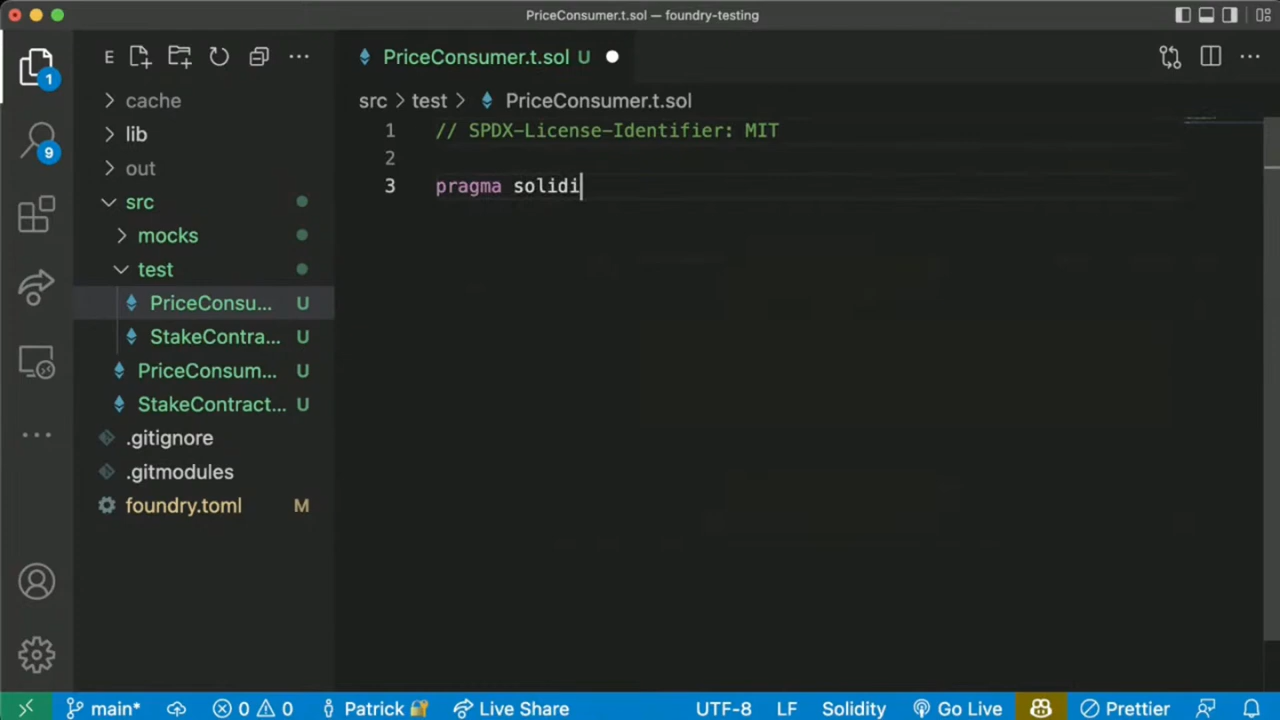 PriceConsumer.t.sol — foundry-testing
E
PriceConsumer.t.sol U
1
9
src > test > PriceConsumer.t.sol
cache
lib
out
src
mocks
test
PriceConsu... U
StakeContra... U
PriceConsum... U
StakeContract... U
.gitignore
.gitmodules
foundry.toml M
1 // SPDX-License-Identifier: MIT
2
3 pragma solidi
main* 0 0 Patrick Live Share UTF-8 LF Solidity Go Live Prettier